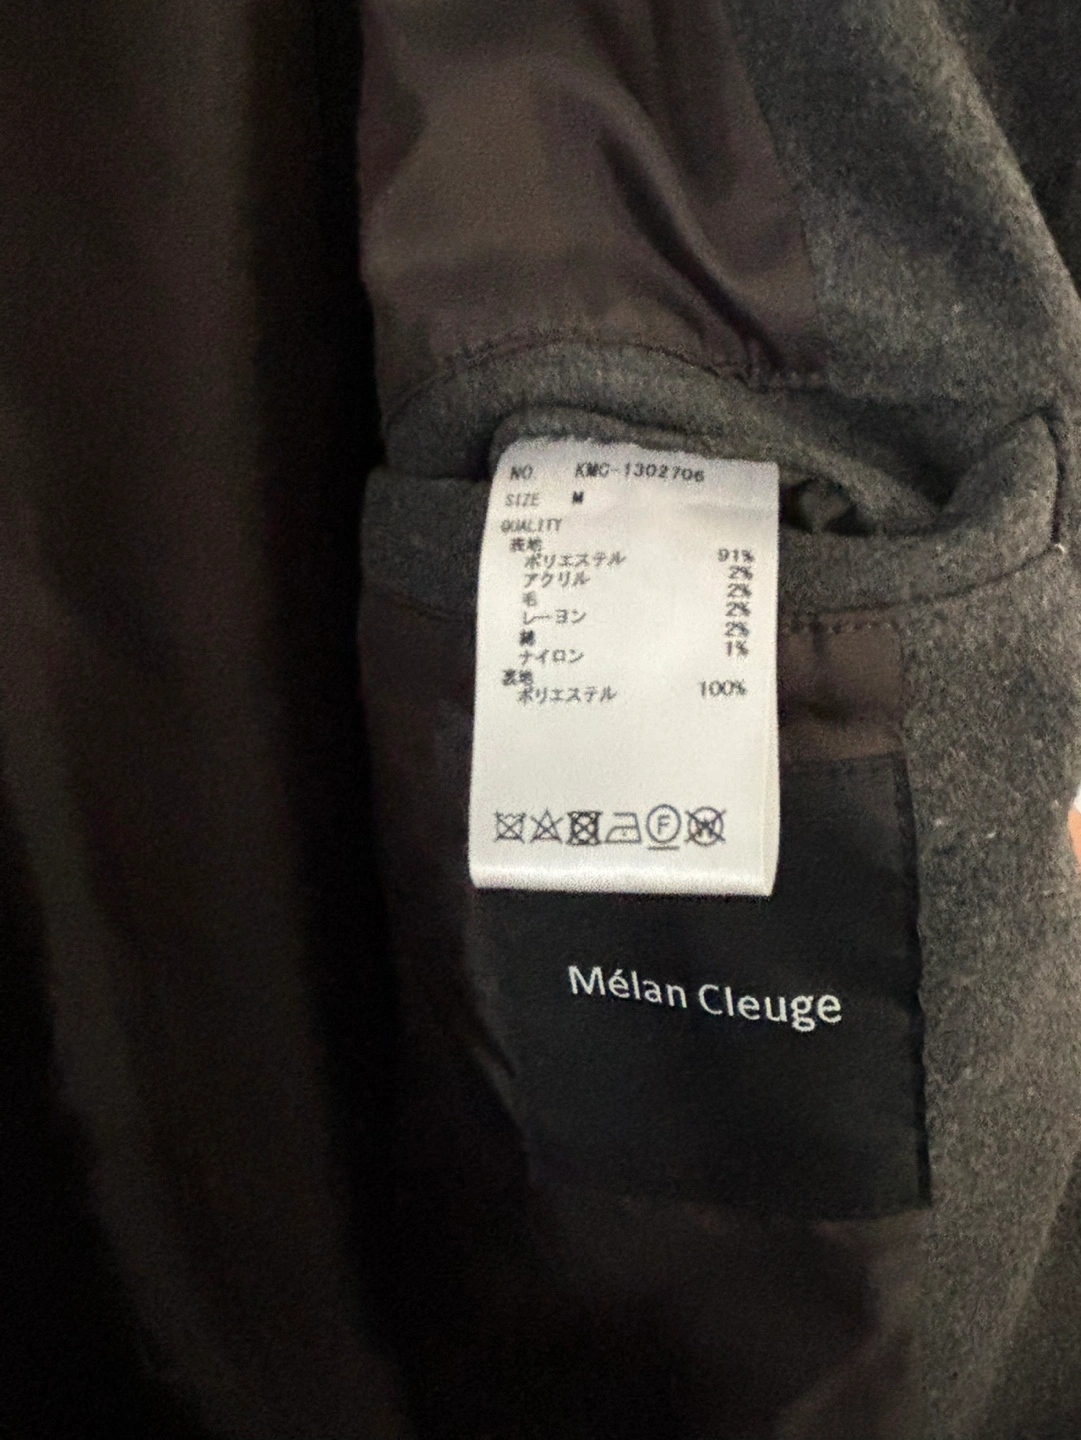 NO. KMC-1302706
SIZE M
QUALITY
表地
ポリエステル 91%
アクリル 2%
毛 2%
レーヨン 2%
綿 2%
ナイロン 1%
裏地
ポリエステル 100%
F W
Mélan Cleuge